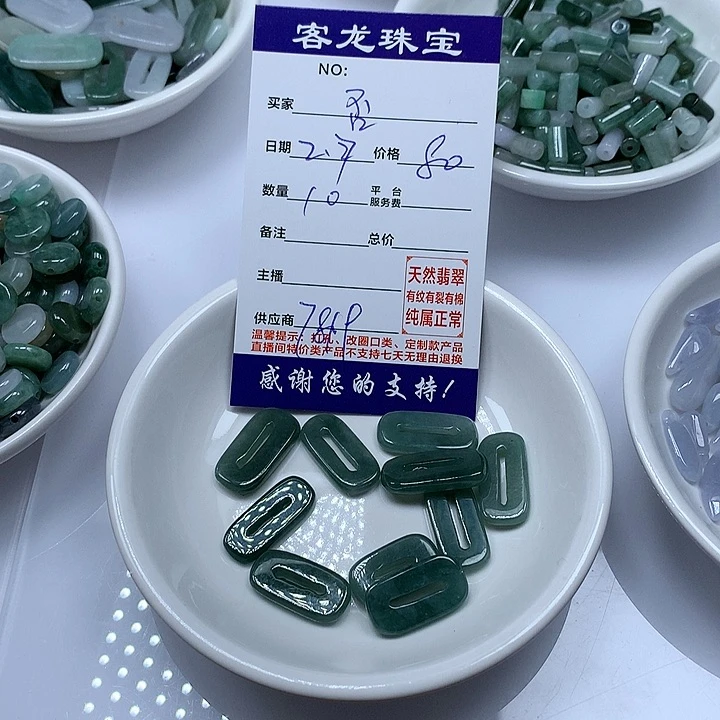 客龙珠宝
NO:
买家
日期 2.7 价格 80
数量 10 平台服务费
备注 总价
主播
天然翡翠
有纹有裂有棉
纯属正常
供应商 7819
温馨提示：打孔、改圈口类、定制款产品
直播间特价类产品不支持七天无理由退换
感谢您的支持！